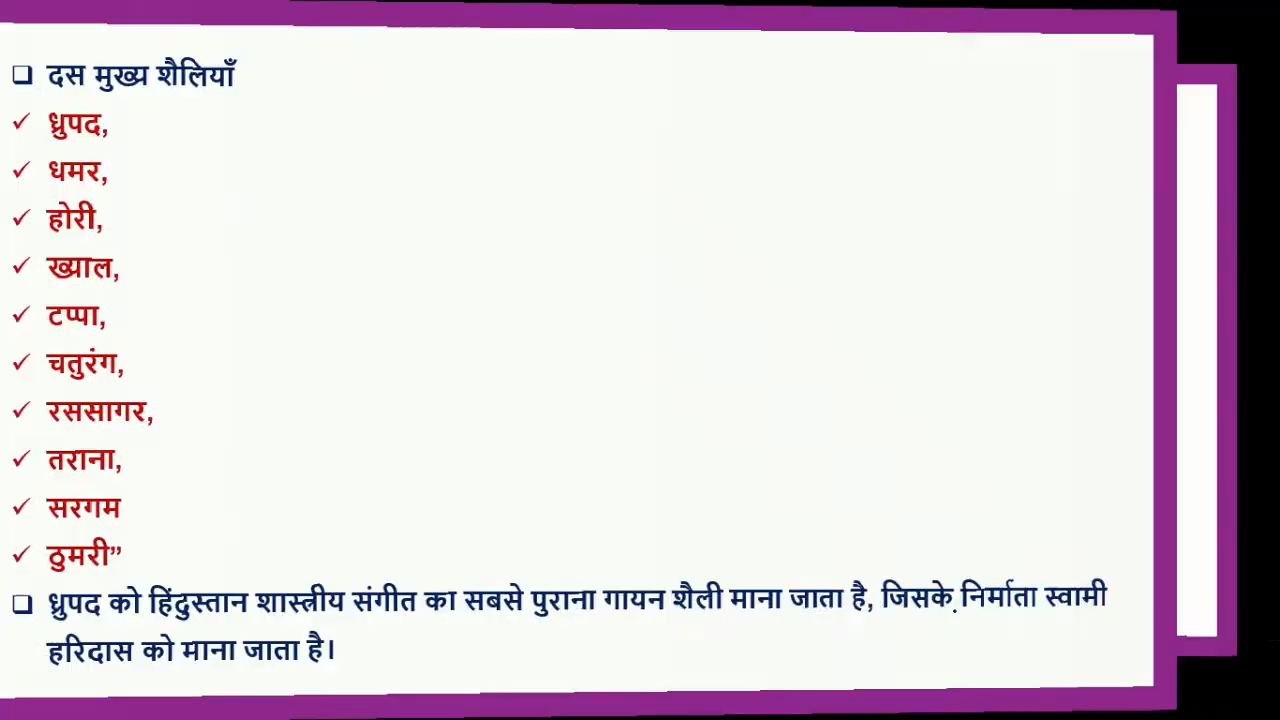 ❑ दस मुख्य शैलियाँ
✓ ध्रुपद,
✓ धमर,
✓ होरी,
✓ ख्याल,
✓ टप्पा,
✓ चतुरंग,
✓ रससागर,
✓ तराना,
✓ सरगम
✓ ठुमरी”
❑ ध्रुपद को हिंदुस्तान शास्त्रीय संगीत का सबसे पुराना गायन शैली माना जाता है, जिसके निर्माता स्वामी
हरिदास को माना जाता है।